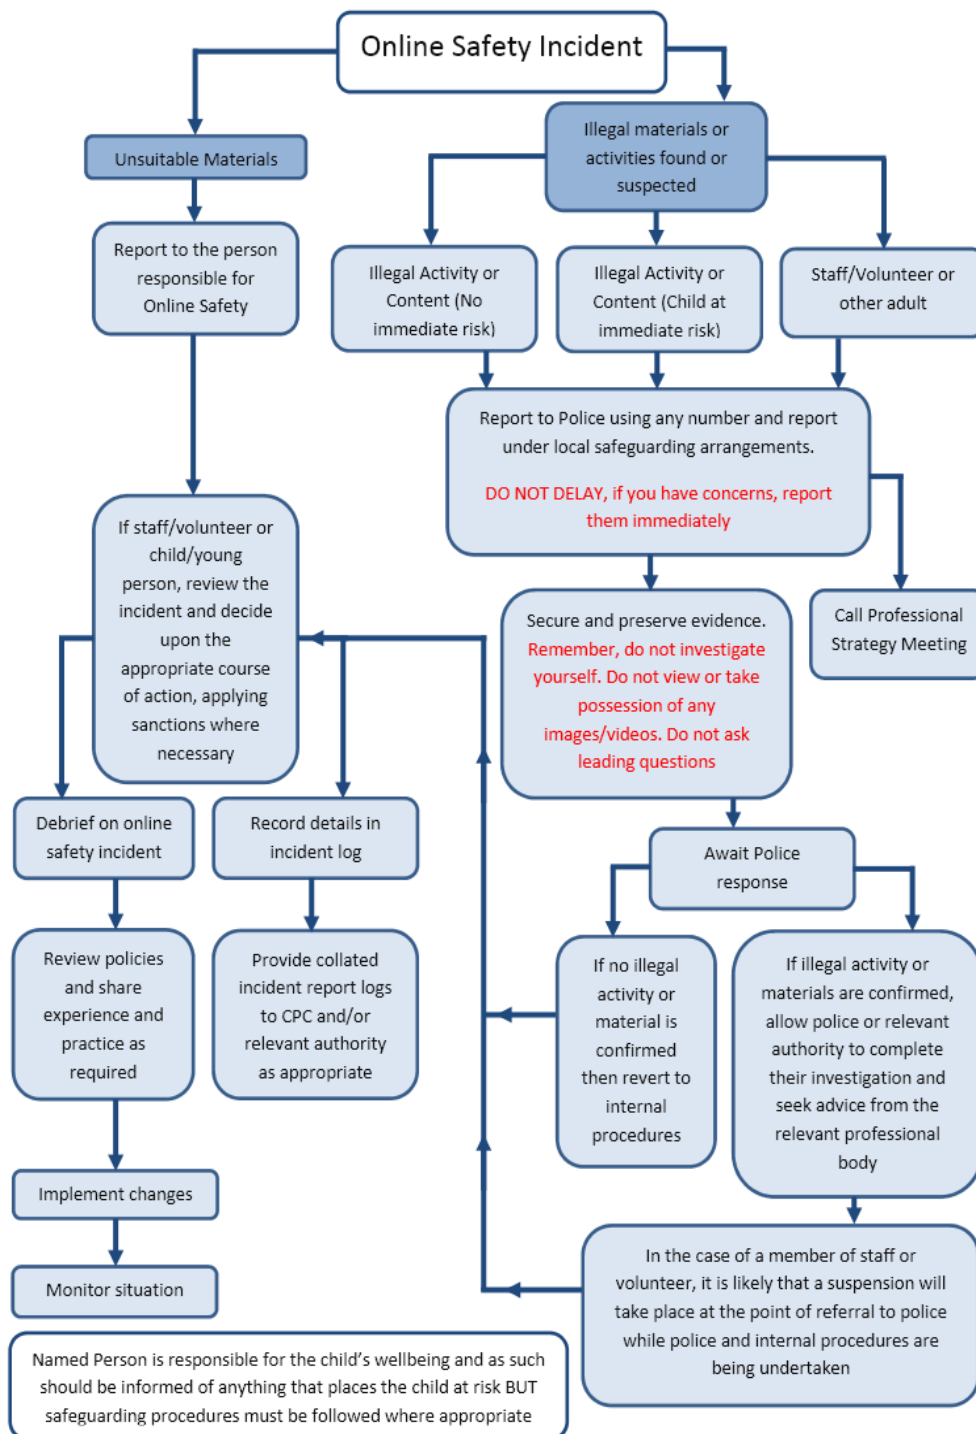 Online Safety Incident
Unsuitable Materials
Illegal materials or
activities found or
suspected
Report to the person
responsible for
Online Safety
Illegal Activity or
Content (No
immediate risk)
Illegal Activity or
Content (Child at
immediate risk)
Staff/Volunteer or
other adult
Report to Police using any number and report
under local safeguarding arrangements.
DO NOT DELAY, if you have concerns, report
them immediately
If staff/volunteer or
child/young
person, review the
incident and decide
upon the
appropriate course
of action, applying
sanctions where
necessary
Secure and preserve evidence.
Remember, do not investigate
yourself. Do not view or take
possession of any
images/videos. Do not ask
leading questions
Call Professional
Strategy Meeting
Debrief on online
safety incident
Record details in
incident log
Await Police
response
Review policies
and share
experience and
practice as
required
Provide collated
incident report logs
to CPC and/or
relevant authority
as appropriate
If no illegal
activity or
material is
confirmed
then revert to
internal
procedures
If illegal activity or
materials are confirmed,
allow police or relevant
authority to complete
their investigation and
seek advice from the
relevant professional
body
Implement changes
Monitor situation
In the case of a member of staff or
volunteer, it is likely that a suspension will
take place at the point of referral to police
while police and internal procedures are
being undertaken
Named Person is responsible for the child's wellbeing and as such
should be informed of anything that places the child at risk BUT
safeguarding procedures must be followed where appropriate